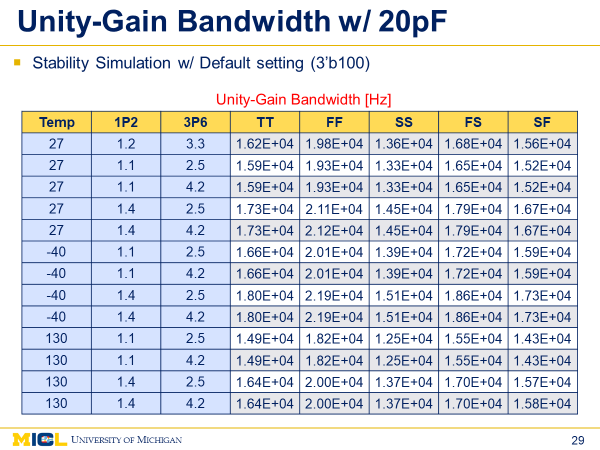 Unity-Gain Bandwidth w/ 20pF
Stability Simulation w/ Default setting (3'b100)
Unity-Gain Bandwidth [Hz]
Temp 1P2 3P6 TT FF SS FS SF
27 1.2 3.3 1.62E+04 1.98E+04 1.36E+04 1.68E+04 1.56E+04
27 1.1 2.5 1.59E+04 1.93E+04 1.33E+04 1.65E+04 1.52E+04
27 1.1 4.2 1.59E+04 1.93E+04 1.33E+04 1.65E+04 1.52E+04
27 1.4 2.5 1.73E+04 2.11E+04 1.45E+04 1.79E+04 1.67E+04
27 1.4 4.2 1.73E+04 2.12E+04 1.45E+04 1.79E+04 1.67E+04
-40 1.1 2.5 1.66E+04 2.01E+04 1.39E+04 1.72E+04 1.59E+04
-40 1.1 4.2 1.66E+04 2.01E+04 1.39E+04 1.72E+04 1.59E+04
-40 1.4 2.5 1.80E+04 2.19E+04 1.51E+04 1.86E+04 1.73E+04
-40 1.4 4.2 1.80E+04 2.19E+04 1.51E+04 1.86E+04 1.73E+04
130 1.1 2.5 1.49E+04 1.82E+04 1.25E+04 1.55E+04 1.43E+04
130 1.1 4.2 1.49E+04 1.82E+04 1.25E+04 1.55E+04 1.43E+04
130 1.4 2.5 1.64E+04 2.00E+04 1.37E+04 1.70E+04 1.57E+04
130 1.4 4.2 1.64E+04 2.00E+04 1.37E+04 1.70E+04 1.58E+04
MICL UNIVERSITY OF MICHIGAN 29